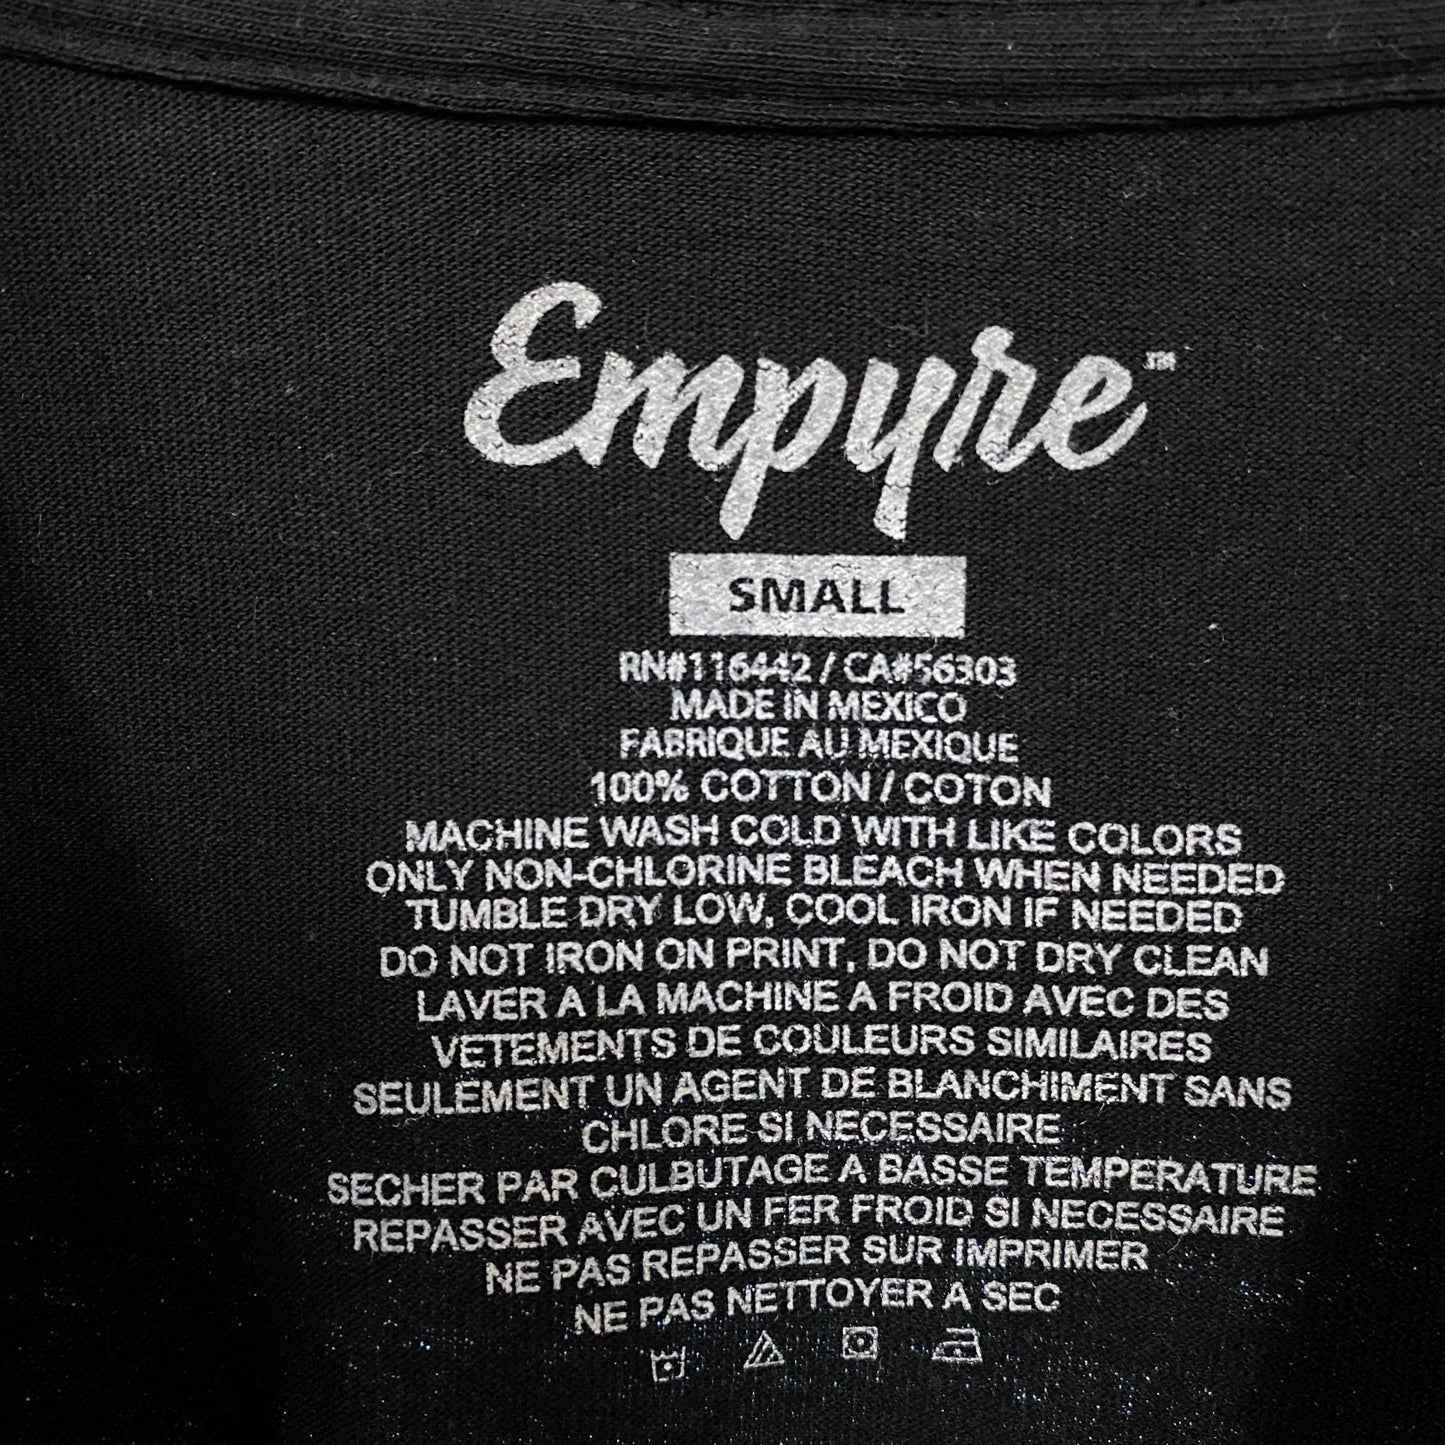 Empyre™
SMALL
RN#116442 / CA#56303
MADE IN MEXICO
FABRIQUE AU MEXIQUE
100% COTTON / COTON
MACHINE WASH COLD WITH LIKE COLORS
ONLY NON-CHLORINE BLEACH WHEN NEEDED
TUMBLE DRY LOW, COOL IRON IF NEEDED
DO NOT IRON ON PRINT, DO NOT DRY CLEAN
LAVER A LA MACHINE A FROID AVEC DES
VETEMENTS DE COULEURS SIMILAIRES
SEULEMENT UN AGENT DE BLANCHIMENT SANS
CHLORE SI NECESSAIRE
SECHER PAR CULBUTAGE A BASSE TEMPERATURE
REPASSER AVEC UN FER FROID SI NECESSAIRE
NE PAS REPASSER SUR IMPRIMER
NE PAS NETTOYER A SEC